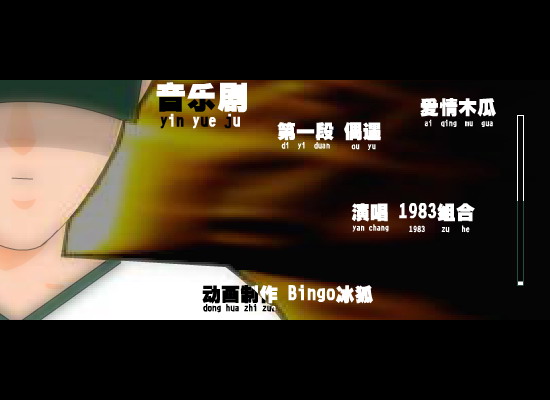 音乐剧
yin yue ju
爱情木瓜
ai qing mu gua
第一段 偶遇
di yi duan ou yu
演唱 1983组合
yan chang 1983 zu he
动画制作 Bingo冰狐
dong hua zhi zuo